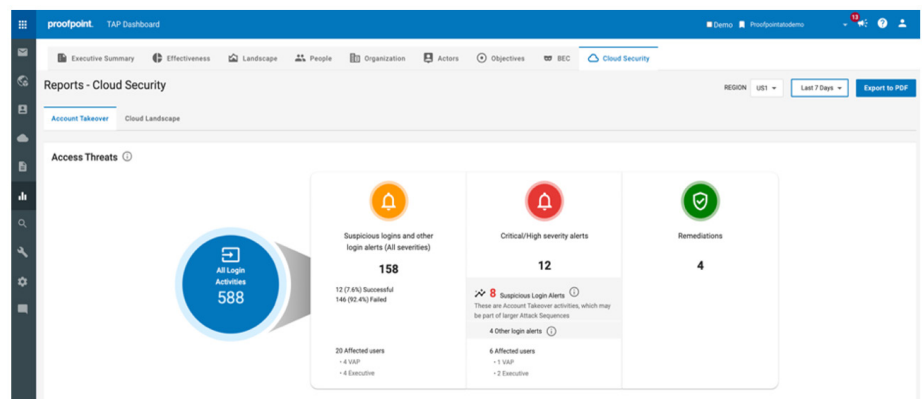 proofpoint. TAP Dashboard
Demo Proofpointatodemo 13
Executive Summary Effectiveness Landscape People Organization Actors Objectives BEC Cloud Security
Reports - Cloud Security
REGION US1 Last 7 Days Export to PDF
Account Takeover Cloud Landscape
Access Threats
All Login
Activities
588
Suspicious logins and other
login alerts (All severities)
158
12 (7.6%) Successful
146 (92.4%) Failed
20 Affected users
• 4 VAP
• 4 Executive
Critical/High severity alerts
12
8 Suspicious Login Alerts
These are Account Takeover activities, which may
be part of larger Attack Sequences
4 Other login alerts
6 Affected users
• 1 VAP
• 2 Executive
Remediations
4